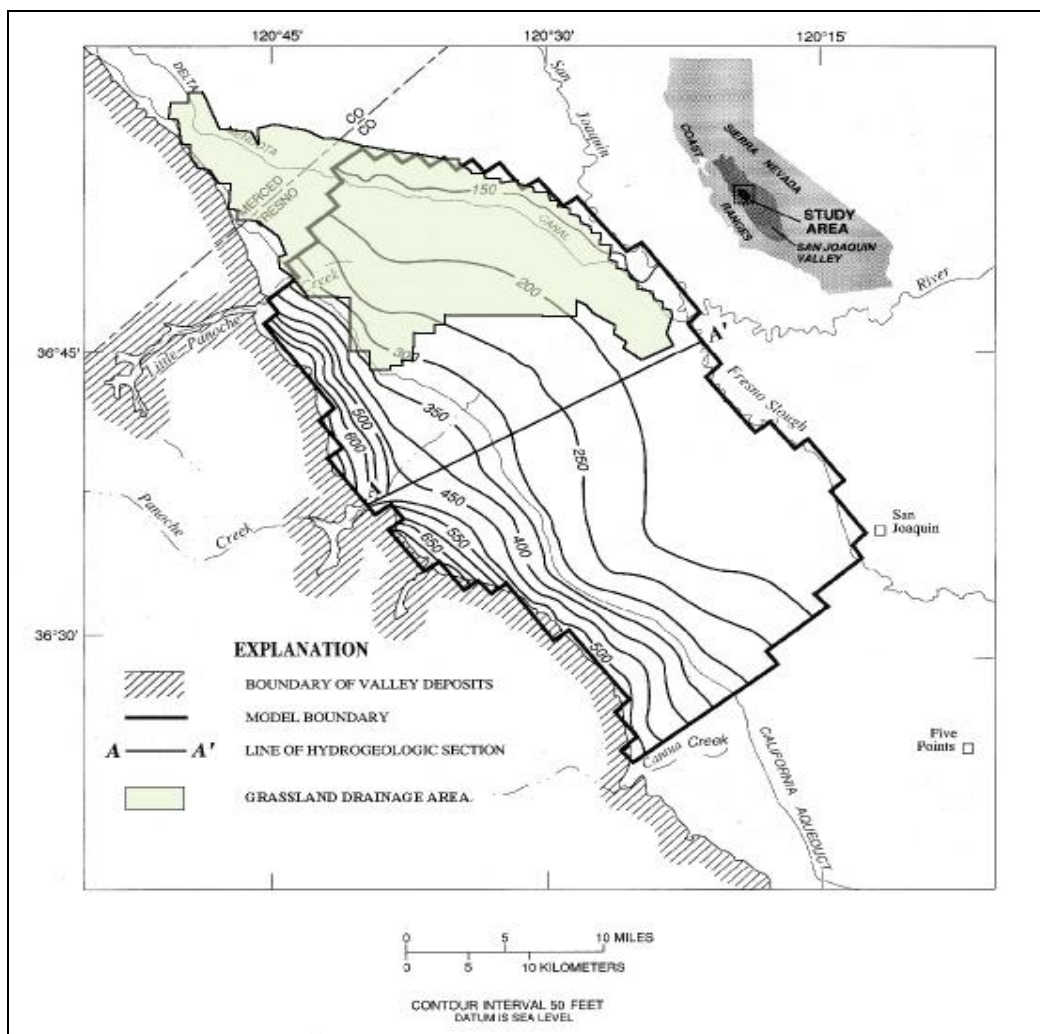 120°45'
120°30'
120°15'
DELTA
MENDOTA
CANAL
San
Joaquin
River
MERCED
FRESNO
COAST
RANGES
SIERRA NEVADA
STUDY
AREA
SAN JOAQUIN
VALLEY
150
200
Creek
Little Panoche
36°45'
A'
Fresno Slough
300
350
500
600
250
A
450
400
550
650
Panoche
Creek
San
Joaquin
36°30'
500
EXPLANATION
BOUNDARY OF VALLEY DEPOSITS
MODEL BOUNDARY
A A' LINE OF HYDROGEOLOGIC SECTION
GRASSLAND DRAINAGE AREA.
Cantua Creek
CALIFORNIA
AQUEDUCT
Five
Points
0 5 10 MILES
0 5 10 KILOMETERS
CONTOUR INTERVAL 50 FEET
DATUM IS SEA LEVEL